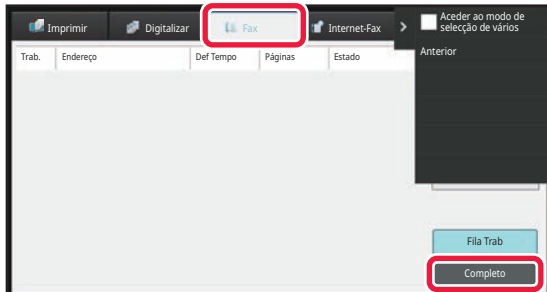 Imprimir Digitalizar Fax Internet-Fax
Aceder ao modo de
selecção de vários
Anterior
Trab. Endereço Def Tempo Páginas Estado
Fila Trab
Completo